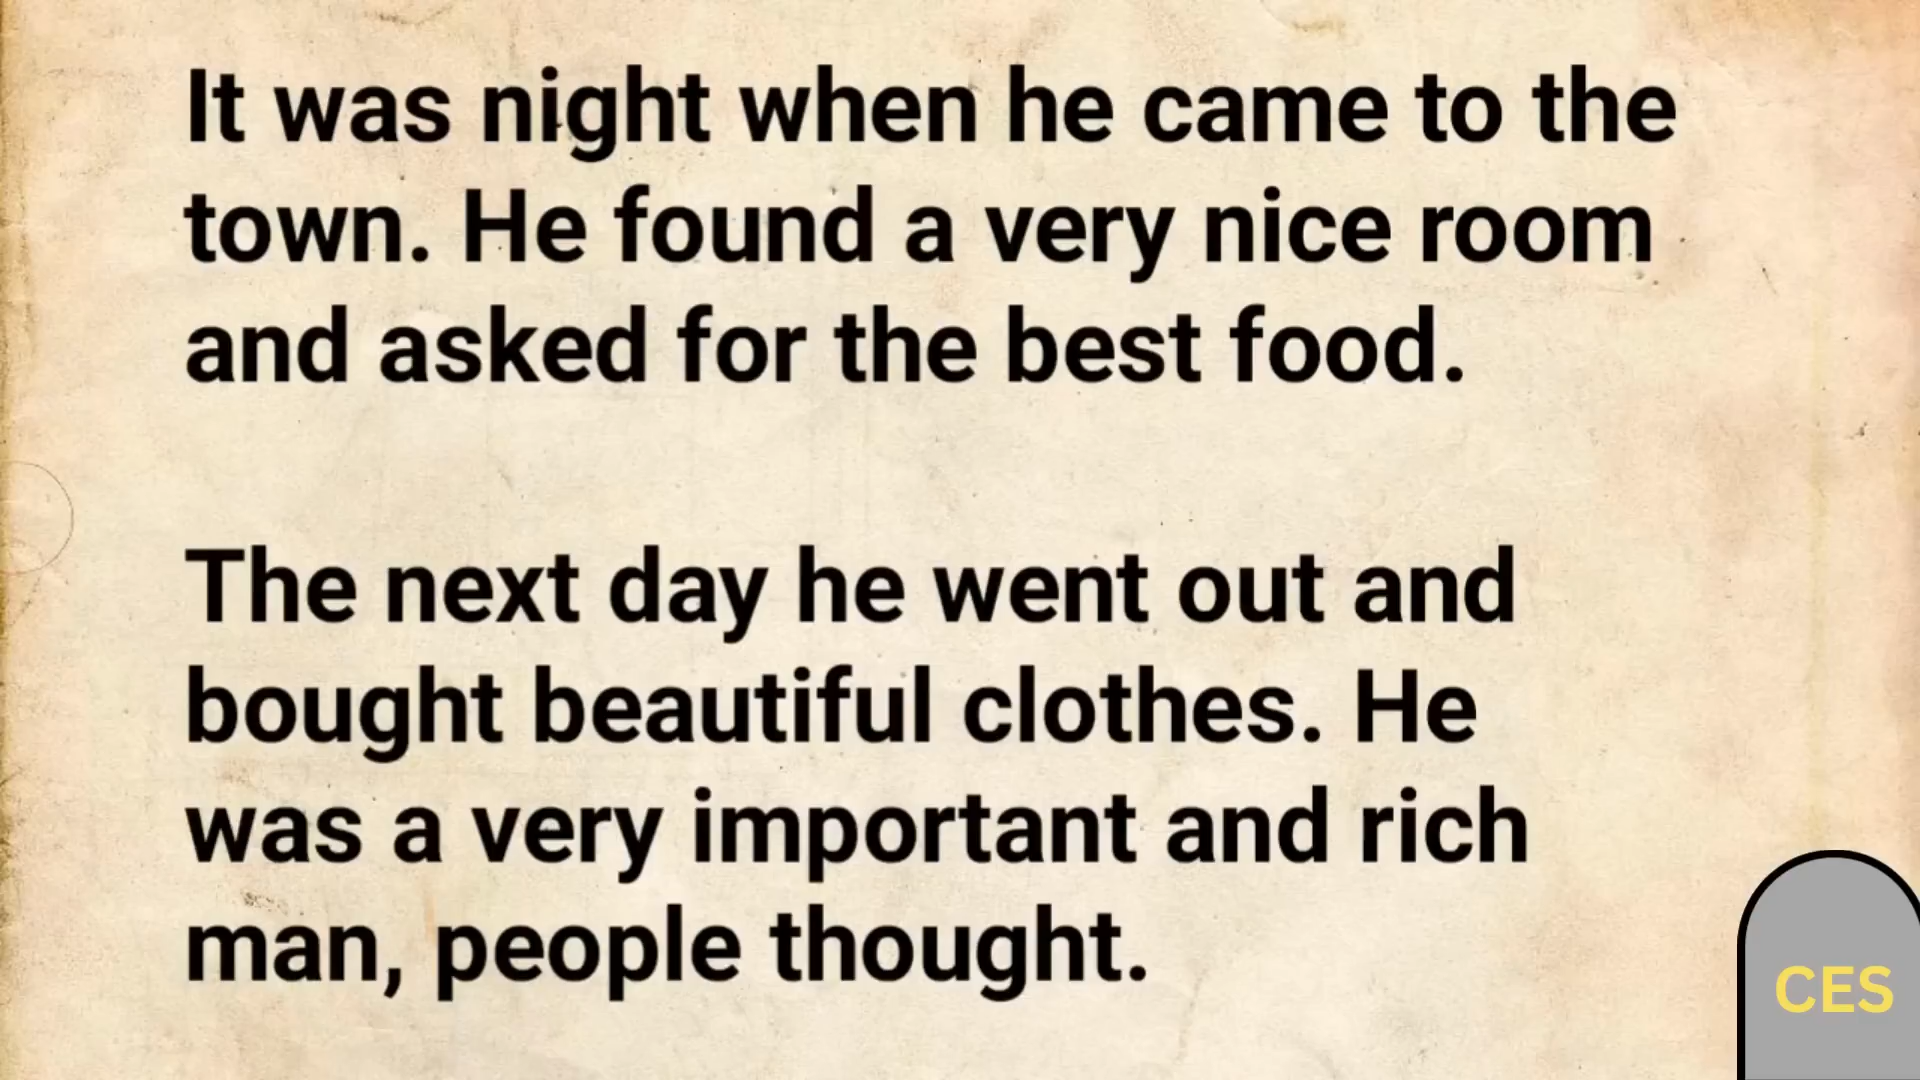 It was night when he came to the
town. He found a very nice room
and asked for the best food.
The next day he went out and
bought beautiful clothes. He
was a very important and rich
man, people thought.
CES